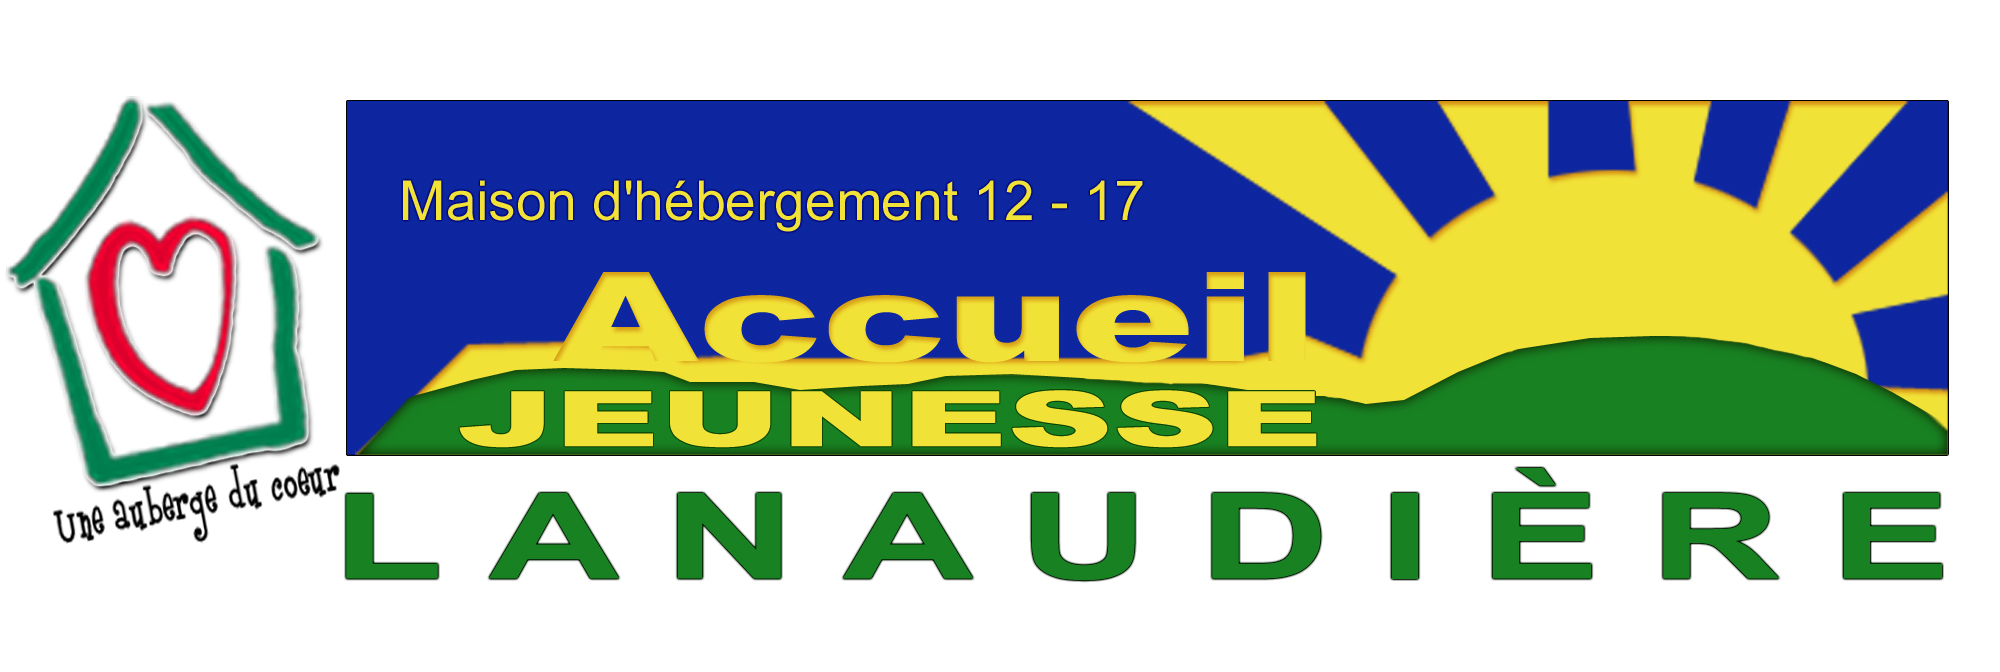 Maison d'hébergement 12 - 17
Accueil
JEUNESSE
LANAUDIÈRE
Une auberge du coeur